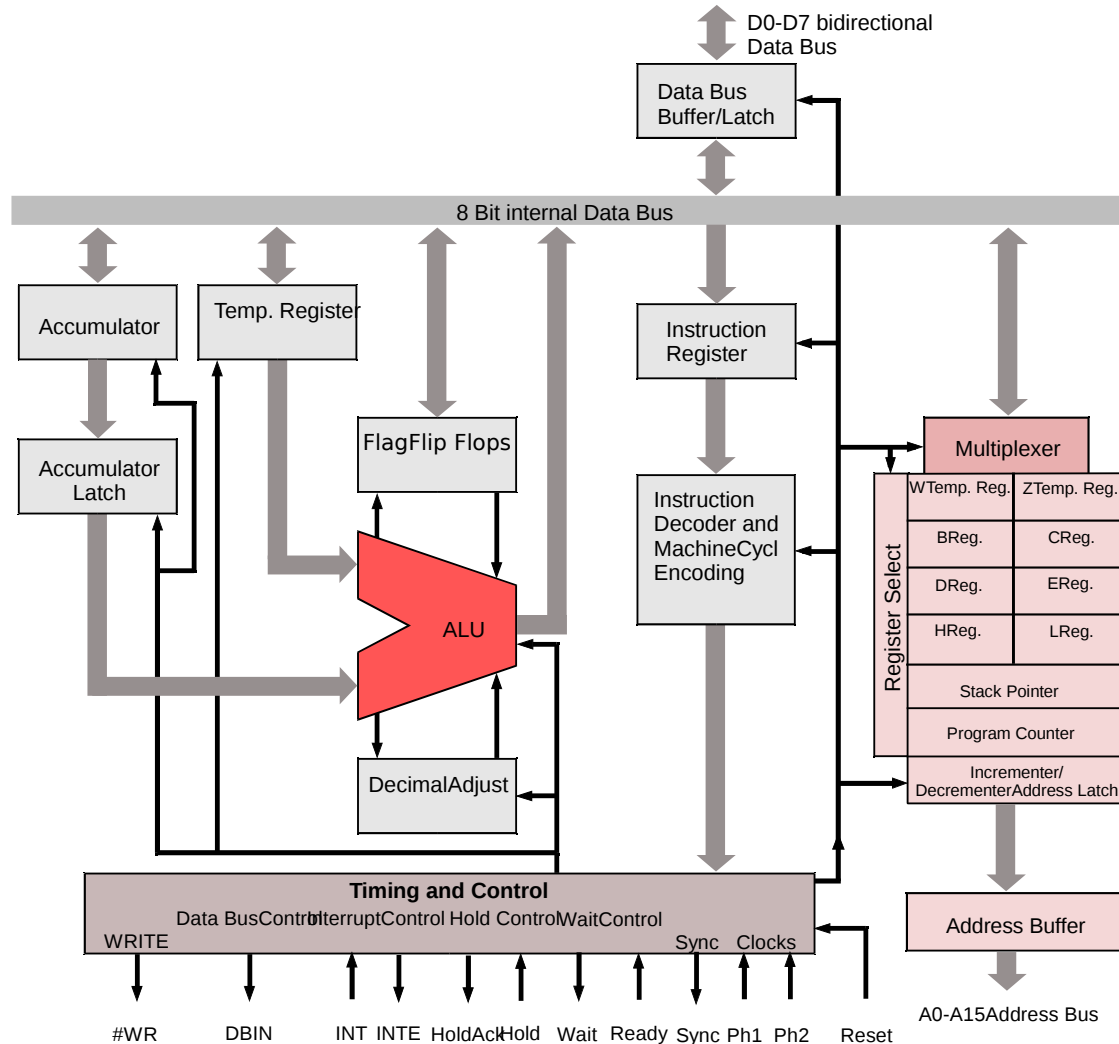 D0-D7 bidirectional
Data Bus
Data Bus
Buffer/Latch
8 Bit internal Data Bus
Accumulator
Temp. Register
Instruction
Register
Accumulator
Latch
FlagFlip Flops
Instruction
Decoder and
MachineCycl
Encoding
Multiplexer
Register Select
WTemp. Reg.
ZTemp. Reg.
BReg.
CReg.
DReg.
EReg.
HReg.
LReg.
Stack Pointer
Program Counter
Incrementer/
DecrementerAddress Latch
ALU
DecimalAdjust
Timing and Control
Data BusControl
InterruptControl
Hold Control
WaitControl
WRITE
Sync
Clocks
Address Buffer
#WR
DBIN
INT
INTE
HoldAck
Hold
Wait
Ready
Sync
Ph1
Ph2
Reset
A0-A15Address Bus